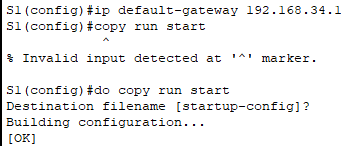 S1(config)#ip default-gateway 192.168.34.1
S1(config)#copy run start
^
% Invalid input detected at '^' marker.
S1(config)#do copy run start
Destination filename [startup-config]?
Building configuration...
[OK]